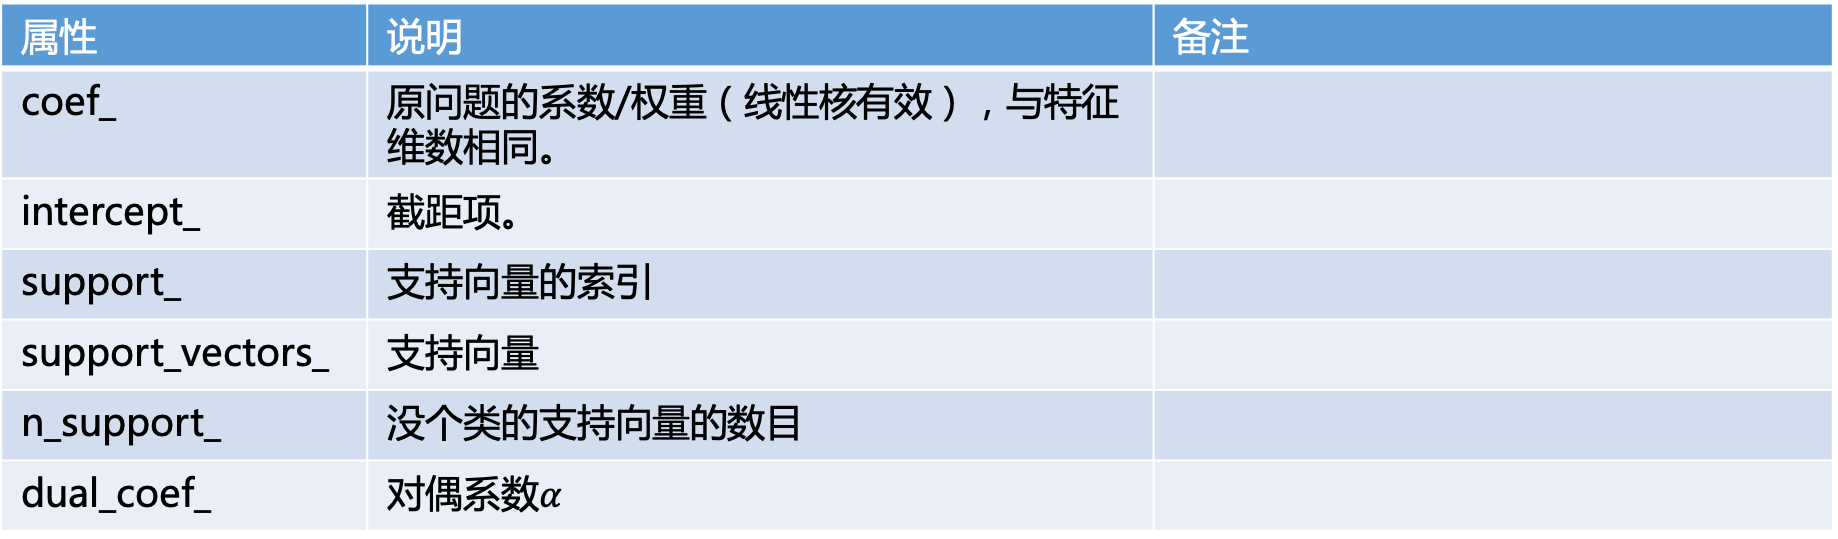 属性 说明 备注
coef_ 原问题的系数/权重（线性核有效），与特征
维数相同。
intercept_ 截距项。
support_ 支持向量的索引
support_vectors_ 支持向量
n_support_ 没个类的支持向量的数目
dual_coef_ 对偶系数α